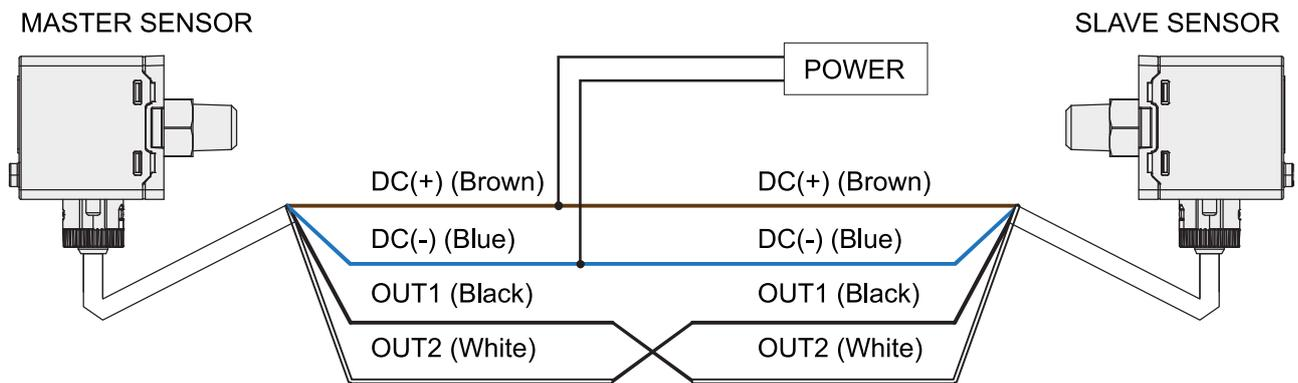 MASTER SENSOR
SLAVE SENSOR
POWER
DC(+) (Brown)
DC(+) (Brown)
DC(-) (Blue)
DC(-) (Blue)
OUT1 (Black)
OUT1 (Black)
OUT2 (White)
OUT2 (White)